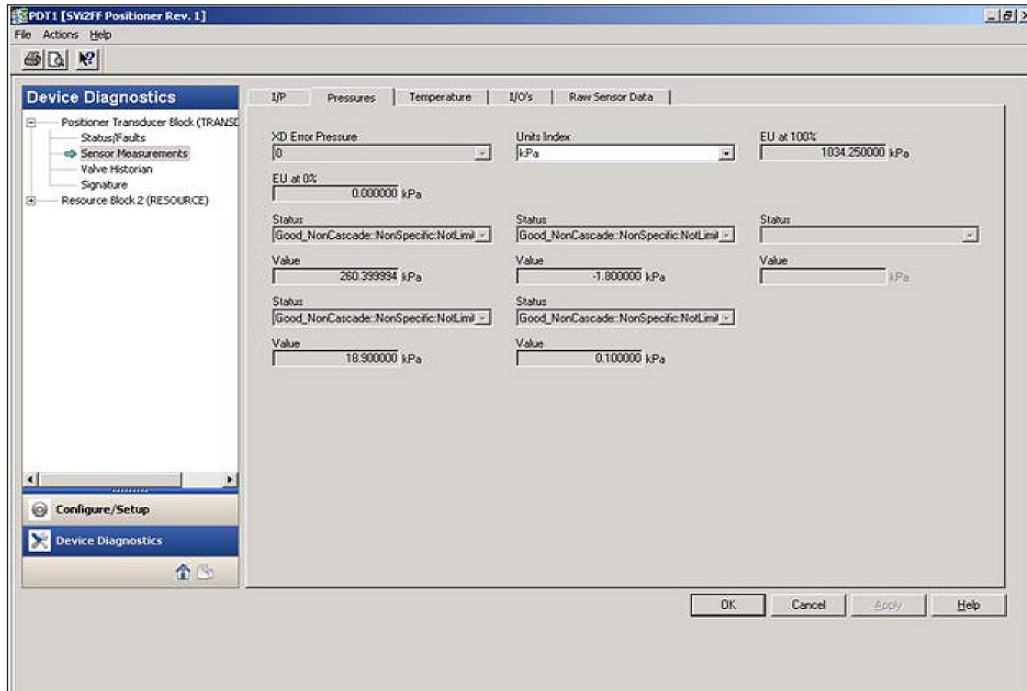 PDT1 [SVi2FF Positioner Rev. 1]
File Actions Help
Device Diagnostics
Positioner Transducer Block (TRANSD
Status/Faults
Sensor Measurements
Valve Historian
Signature
Resource Block 2 (RESOURCE)
Configure/Setup
Device Diagnostics
I/P Pressures Temperature I/O's Raw Sensor Data
XD Error Pressure Units Index EU at 100%
0 kPa 1034.250000 kPa
EU at 0%
0.000000 kPa
Status Status Status
Good_NonCascade::NonSpecific:NotLimit Good_NonCascade::NonSpecific:NotLimit
Value Value Value
260.399994 kPa -1.800000 kPa kPa
Status Status
Good_NonCascade::NonSpecific:NotLimit Good_NonCascade::NonSpecific:NotLimit
Value Value
18.900000 kPa 0.100000 kPa
OK Cancel Apply Help